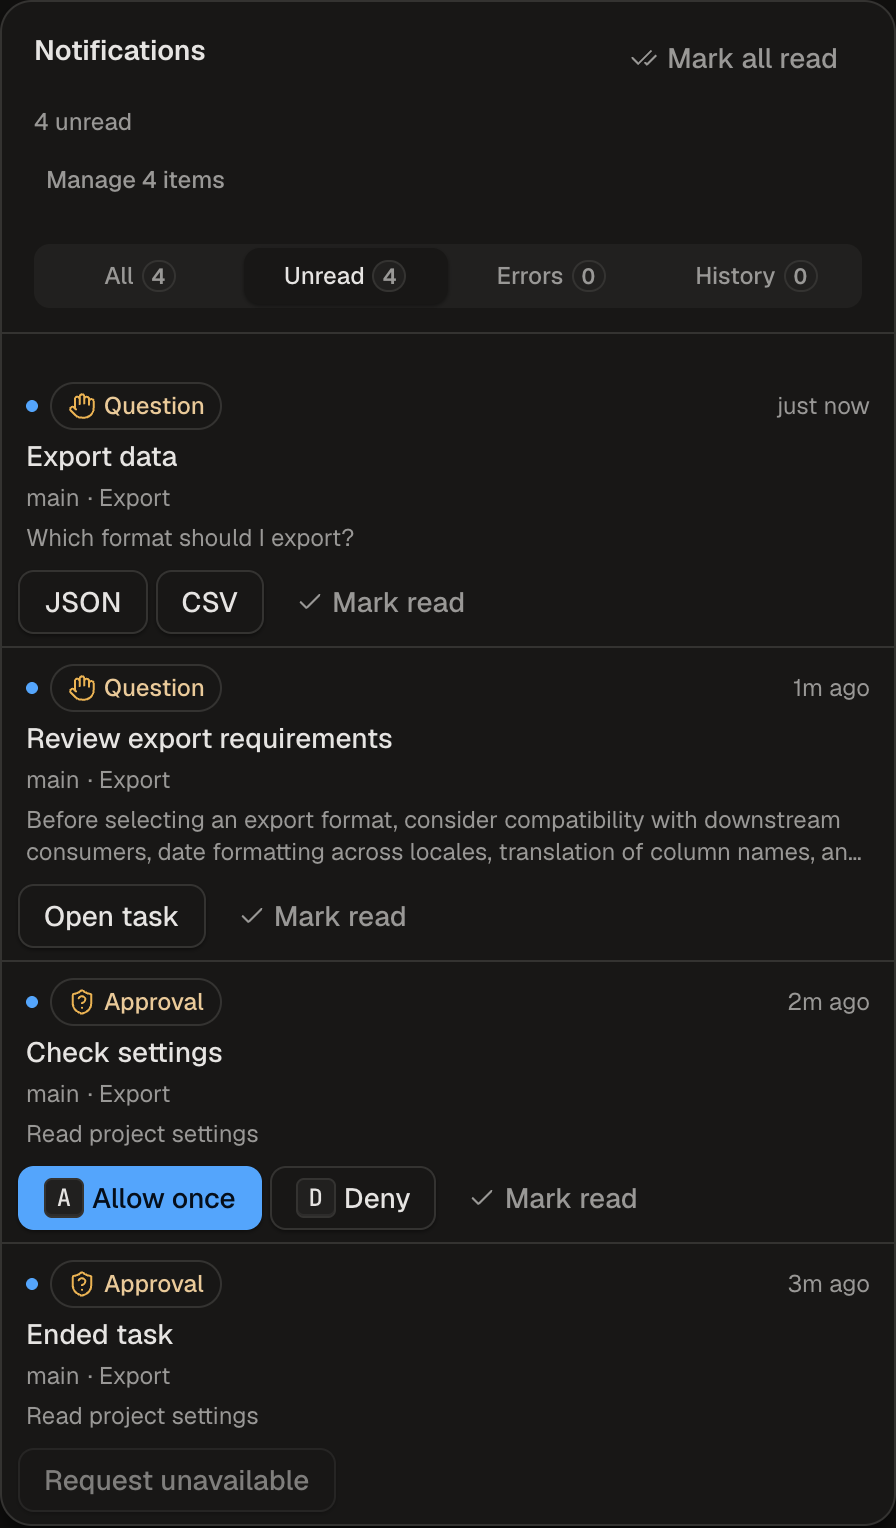 Notifications
Mark all read
4 unread
Manage 4 items
All 4 Unread 4 Errors 0 History 0
Question just now
Export data
main · Export
Which format should I export?
JSON CSV Mark read
Question 1m ago
Review export requirements
main · Export
Before selecting an export format, consider compatibility with downstream
consumers, date formatting across locales, translation of column names, an…
Open task Mark read
Approval 2m ago
Check settings
main · Export
Read project settings
A Allow once D Deny Mark read
Approval 3m ago
Ended task
main · Export
Read project settings
Request unavailable